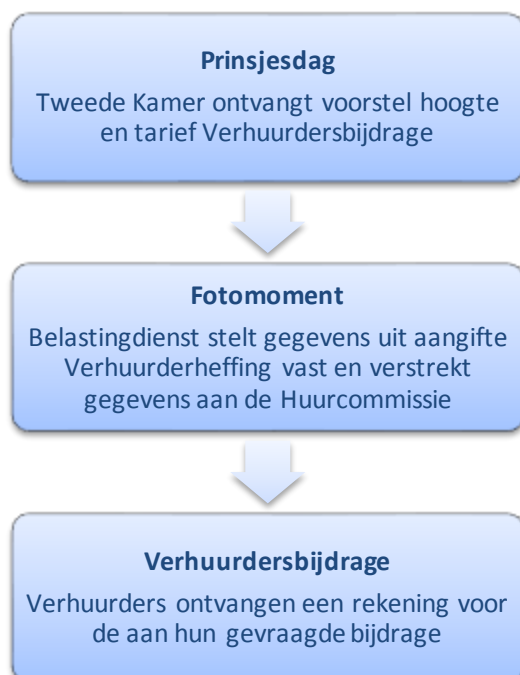 Prinsjesdag
Tweede Kamer ontvangt voorstel hoogte
en tarief Verhuurdersbijdrage
Fotomoment
Belastingdienst stelt gegevens uit aangifte
Verhuurderheffing vast en verstrekt
gegevens aan de Huurcommissie
Verhuurdersbijdrage
Verhuurders ontvangen een rekening voor
de aan hun gevraagde bijdrage